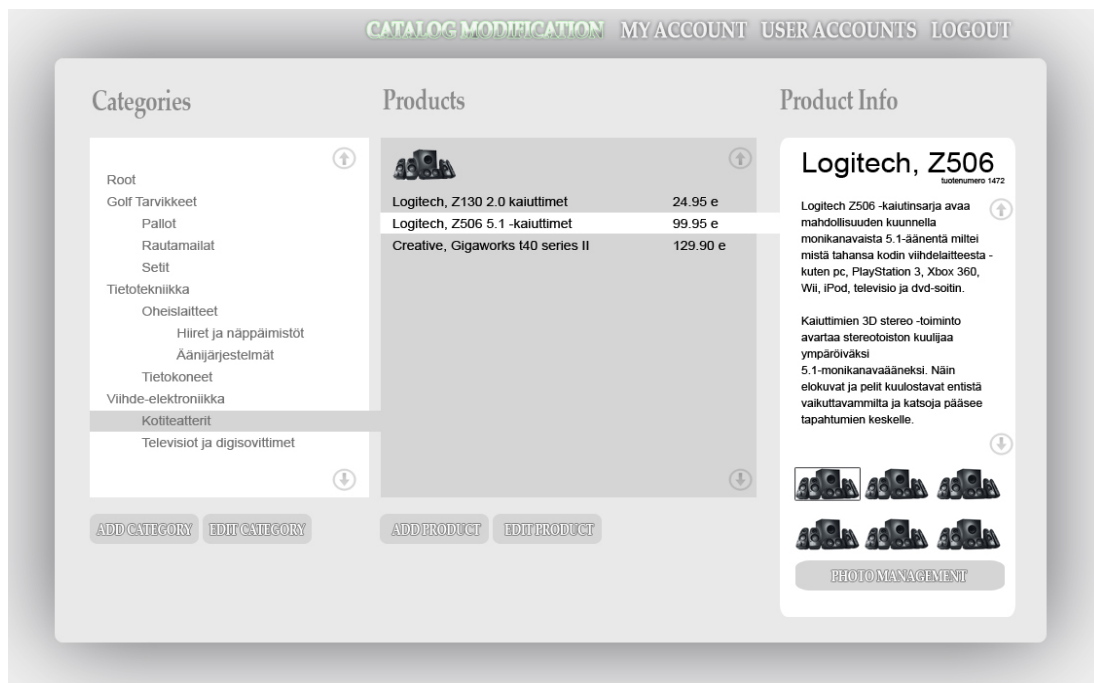 CATALOG MODIFICATION MY ACCOUNT USER ACCOUNTS LOGOUT
Categories
Root
Golf Tarvikkeet
Pallot
Rautamailat
Setit
Tietotekniikka
Oheislaitteet
Hiiret ja näppäimistöt
Äänijärjestelmät
Tietokoneet
Viihde-elektroniikka
Kotiteatterit
Televisiot ja digisovittimet
ADD CATEGORY EDIT CATEGORY
Products
Logitech, Z130 2.0 kaiuttimet 24.95 e
Logitech, Z506 5.1 -kaiuttimet 99.95 e
Creative, Gigaworks t40 series II 129.90 e
ADD PRODUCT EDIT PRODUCT
Product Info
Logitech, Z506
tuotenumero 1472
Logitech Z506 -kaiutinsarja avaa
mahdollisuuden kuunnella
monikanavaista 5.1-äänentä miltei
mistä tahansa kodin viihdelaitteesta -
kuten pc, PlayStation 3, Xbox 360,
Wii, iPod, televisio ja dvd-soitin.
Kaiuttimien 3D stereo -toiminto
avartaa stereotoiston kuulijaa
ympäröiväksi
5.1-monikanavaääneksi. Näin
elokuvat ja pelit kuulostavat entistä
vaikuttavammilta ja katsoja pääsee
tapahtumien keskelle.
PHOTO MANAGEMENT